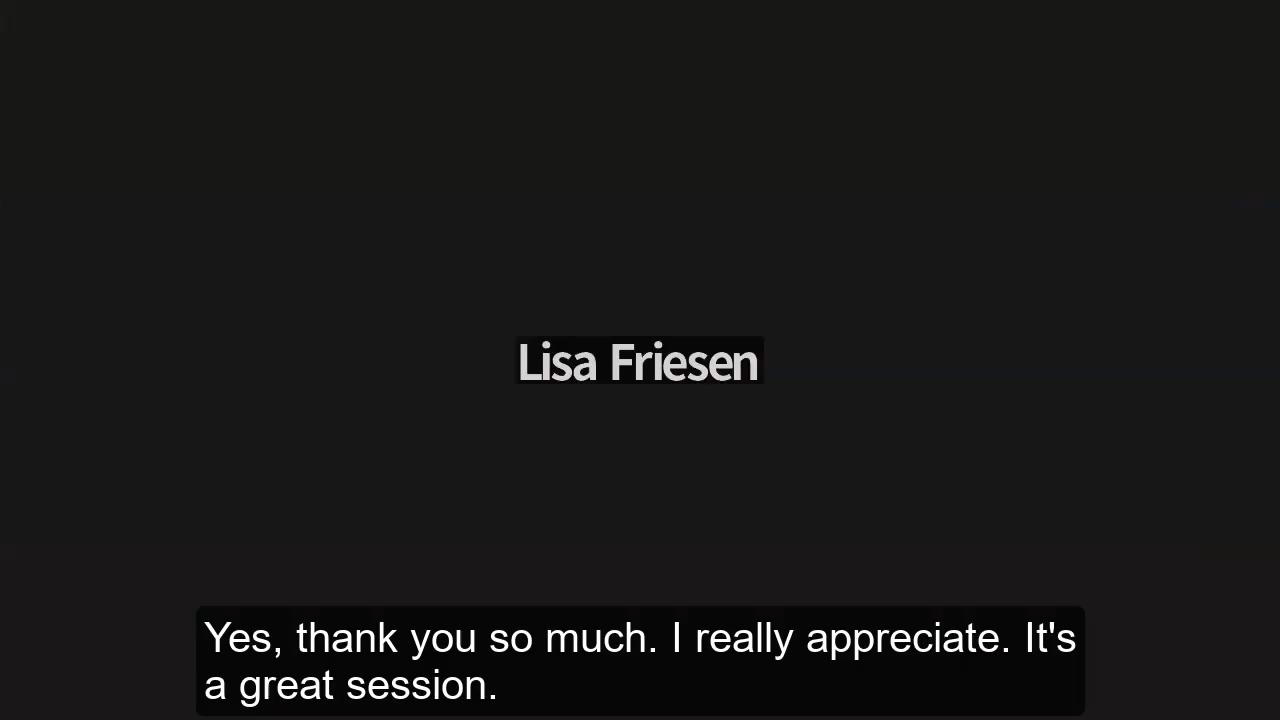 Lisa Friesen
Yes, thank you so much. I really appreciate. It's
a great session.